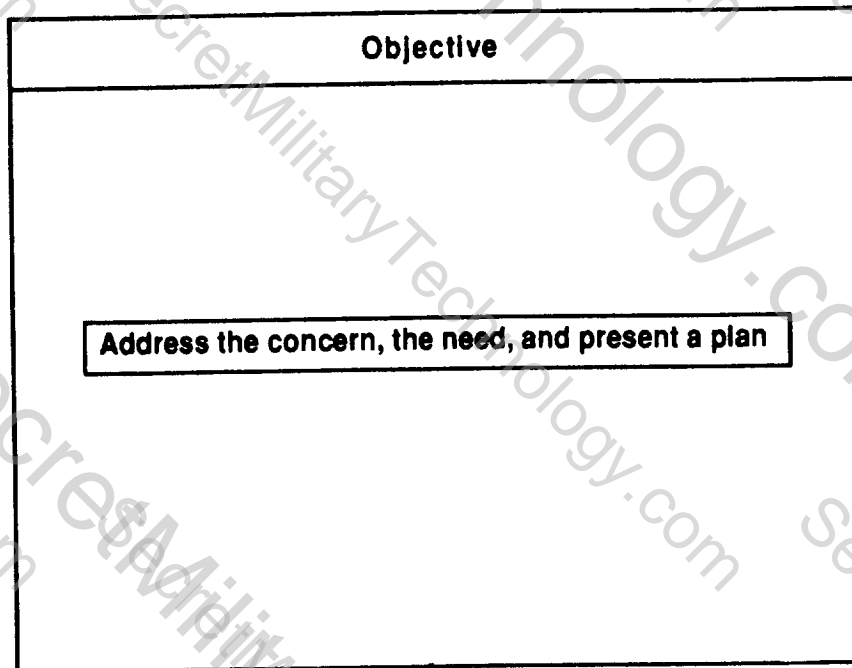 Objective
Address the concern, the need, and present a plan
SecretMilitaryTechnology.com